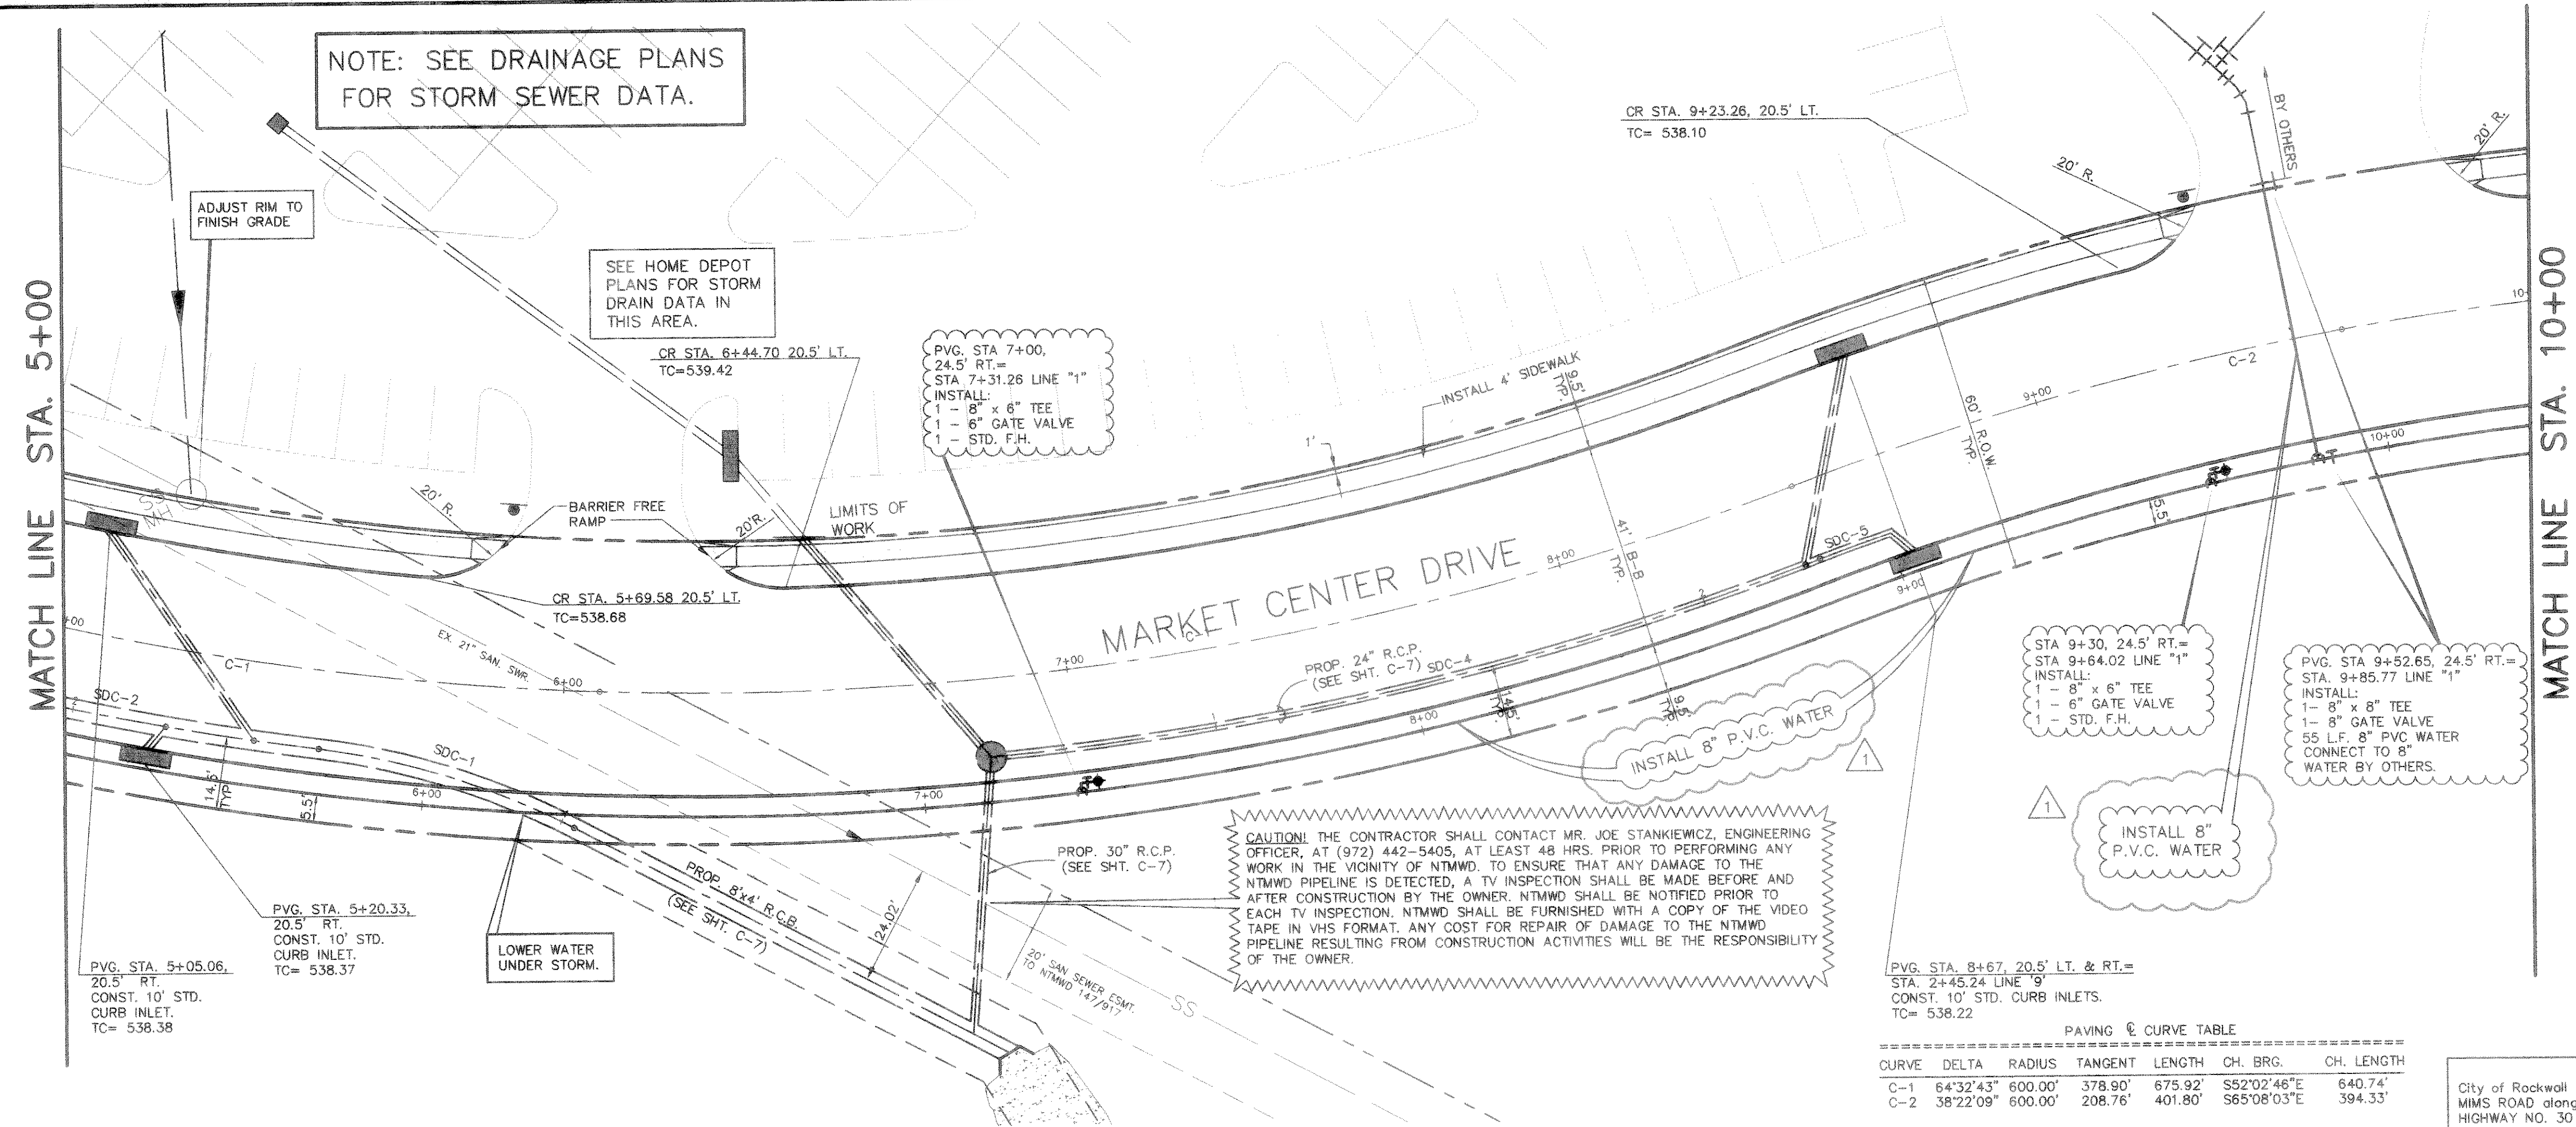 NOTE: SEE DRAINAGE PLANS
FOR STORM SEWER DATA.
ADJUST RIM TO
FINISH GRADE
SEE HOME DEPOT
PLANS FOR STORM
DRAIN DATA IN
THIS AREA.
CR STA. 6+44.70 20.5' LT.
TC=539.42
PVG. STA 7+00,
24.5' RT.=
STA 7+31.26 LINE "1"
INSTALL:
1 - 8" x 6" TEE
1 - 6" GATE VALVE
1 - STD. F.H.
CR STA. 9+23.26, 20.5' LT.
TC= 538.10
20' R.
BY OTHERS
20' R.
MATCH LINE STA. 5+00
MATCH LINE STA. 10+00
INSTALL 4' SIDEWALK
9.5'
TYP.
1'
60' R.O.W.
TYP.
9+00
C-2
10+
10+00
SS
MH
20' R.
BARRIER FREE
RAMP
20'R.
LIMITS OF
WORK
CR STA. 5+69.58 20.5' LT.
TC=538.68
MARKET CENTER DRIVE
41' B-B
TYP.
8+00
SDC-5
9+00
5.5'
+00
C-1
EX. 21" SAN. SWR.
6+00
7+00
C-1
PROP. 24" R.C.P.
(SEE SHT. C-7) SDC-4
1
2
14.5'
TYP.
9.5'
TYP.
8+00
INSTALL 8" P.V.C. WATER
1
SDC-2
2
SDC-1
14.5'
TYP
5.5'
6+00
1
7+00
STA 9+30, 24.5' RT.=
STA 9+64.02 LINE "1"
INSTALL:
1 - 8" x 6" TEE
1 - 6" GATE VALVE
1 - STD. F.H.
PVG. STA 9+52.65, 24.5' RT.=
STA. 9+85.77 LINE "1"
INSTALL:
1- 8" x 8" TEE
1- 8" GATE VALVE
55 L.F. 8" PVC WATER
CONNECT TO 8"
WATER BY OTHERS.
1
INSTALL 8"
P.V.C. WATER
PROP. 8'x4' R.C.B.
(SEE SHT. C-7)
24.02'
PROP. 30" R.C.P.
(SEE SHT. C-7)
20' SAN SEWER ESMT.
TO NTMWD 147/917
SS
CAUTION! THE CONTRACTOR SHALL CONTACT MR. JOE STANKIEWICZ, ENGINEERING
OFFICER, AT (972) 442-5405, AT LEAST 48 HRS. PRIOR TO PERFORMING ANY
WORK IN THE VICINITY OF NTMWD. TO ENSURE THAT ANY DAMAGE TO THE
NTMWD PIPELINE IS DETECTED, A TV INSPECTION SHALL BE MADE BEFORE AND
AFTER CONSTRUCTION BY THE OWNER. NTMWD SHALL BE NOTIFIED PRIOR TO
EACH TV INSPECTION. NTMWD SHALL BE FURNISHED WITH A COPY OF THE VIDEO
TAPE IN VHS FORMAT. ANY COST FOR REPAIR OF DAMAGE TO THE NTMWD
PIPELINE RESULTING FROM CONSTRUCTION ACTIVITIES WILL BE THE RESPONSIBILITY
OF THE OWNER.
PVG. STA. 5+20.33,
20.5' RT.
CONST. 10' STD.
CURB INLET.
TC= 538.37
LOWER WATER
UNDER STORM.
PVG. STA. 5+05.06,
20.5' RT.
CONST. 10' STD.
CURB INLET.
TC= 538.38
PVG. STA. 8+67, 20.5' LT. & RT.=
STA. 2+45.24 LINE '9'
CONST. 10' STD. CURB INLETS.
TC= 538.22
PAVING ℄ CURVE TABLE
CURVE DELTA RADIUS TANGENT LENGTH CH. BRG. CH. LENGTH
C-1 64°32'43" 600.00' 378.90' 675.92' S52°02'46"E 640.74'
C-2 38°22'09" 600.00' 208.76' 401.80' S65°08'03"E 394.33'
City of Rockwall
MIMS ROAD along
HIGHWAY NO. 30